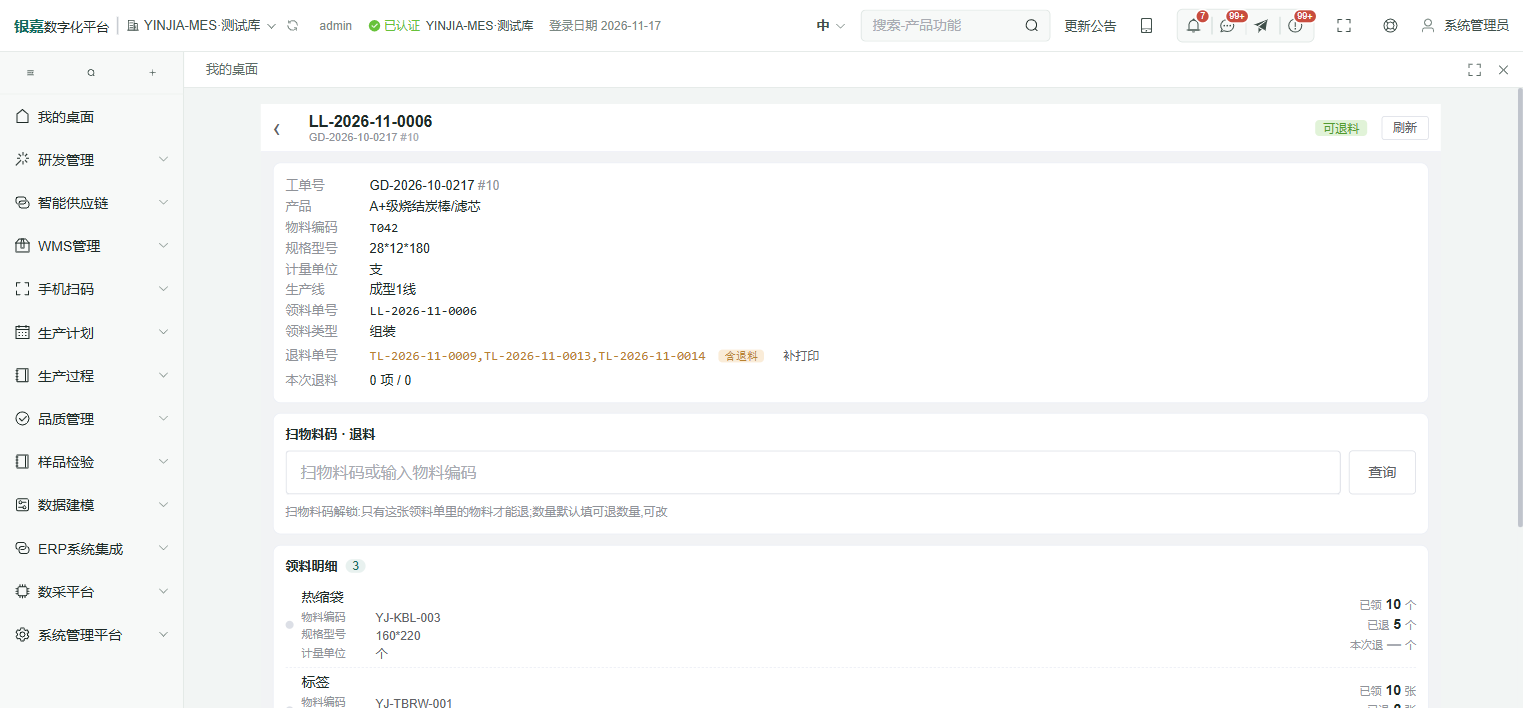 银嘉数字化平台 YINJIA-MES·测试库 admin 已认证 YINJIA-MES·测试库 登录日期 2026-11-17 中 搜索-产品功能 更新公告 7 99+ 99+ 系统管理员
我的桌面
我的桌面
研发管理
智能供应链
WMS管理
手机扫码
生产计划
生产过程
品质管理
样品检验
数据建模
ERP系统集成
数采平台
系统管理平台
LL-2026-11-0006
GD-2026-10-0217 #10
可退料 刷新
工单号 GD-2026-10-0217 #10
产品 A+级烧结炭棒/滤芯
物料编码 T042
规格型号 28*12*180
计量单位 支
生产线 成型1线
领料单号 LL-2026-11-0006
领料类型 组装
退料单号 TL-2026-11-0009,TL-2026-11-0013,TL-2026-11-0014 含退料 补打印
本次退料 0 项 / 0
扫物料码 · 退料
扫物料码或输入物料编码 查询
扫物料码解锁:只有这张领料单里的物料才能退;数量默认填可退数量,可改
领料明细 3
热缩袋
物料编码 YJ-KBL-003
规格型号 160*220
计量单位 个
已领 10 个
已退 5 个
本次退 — 个
标签
物料编码 YJ-TBRW-001
已领 10 张